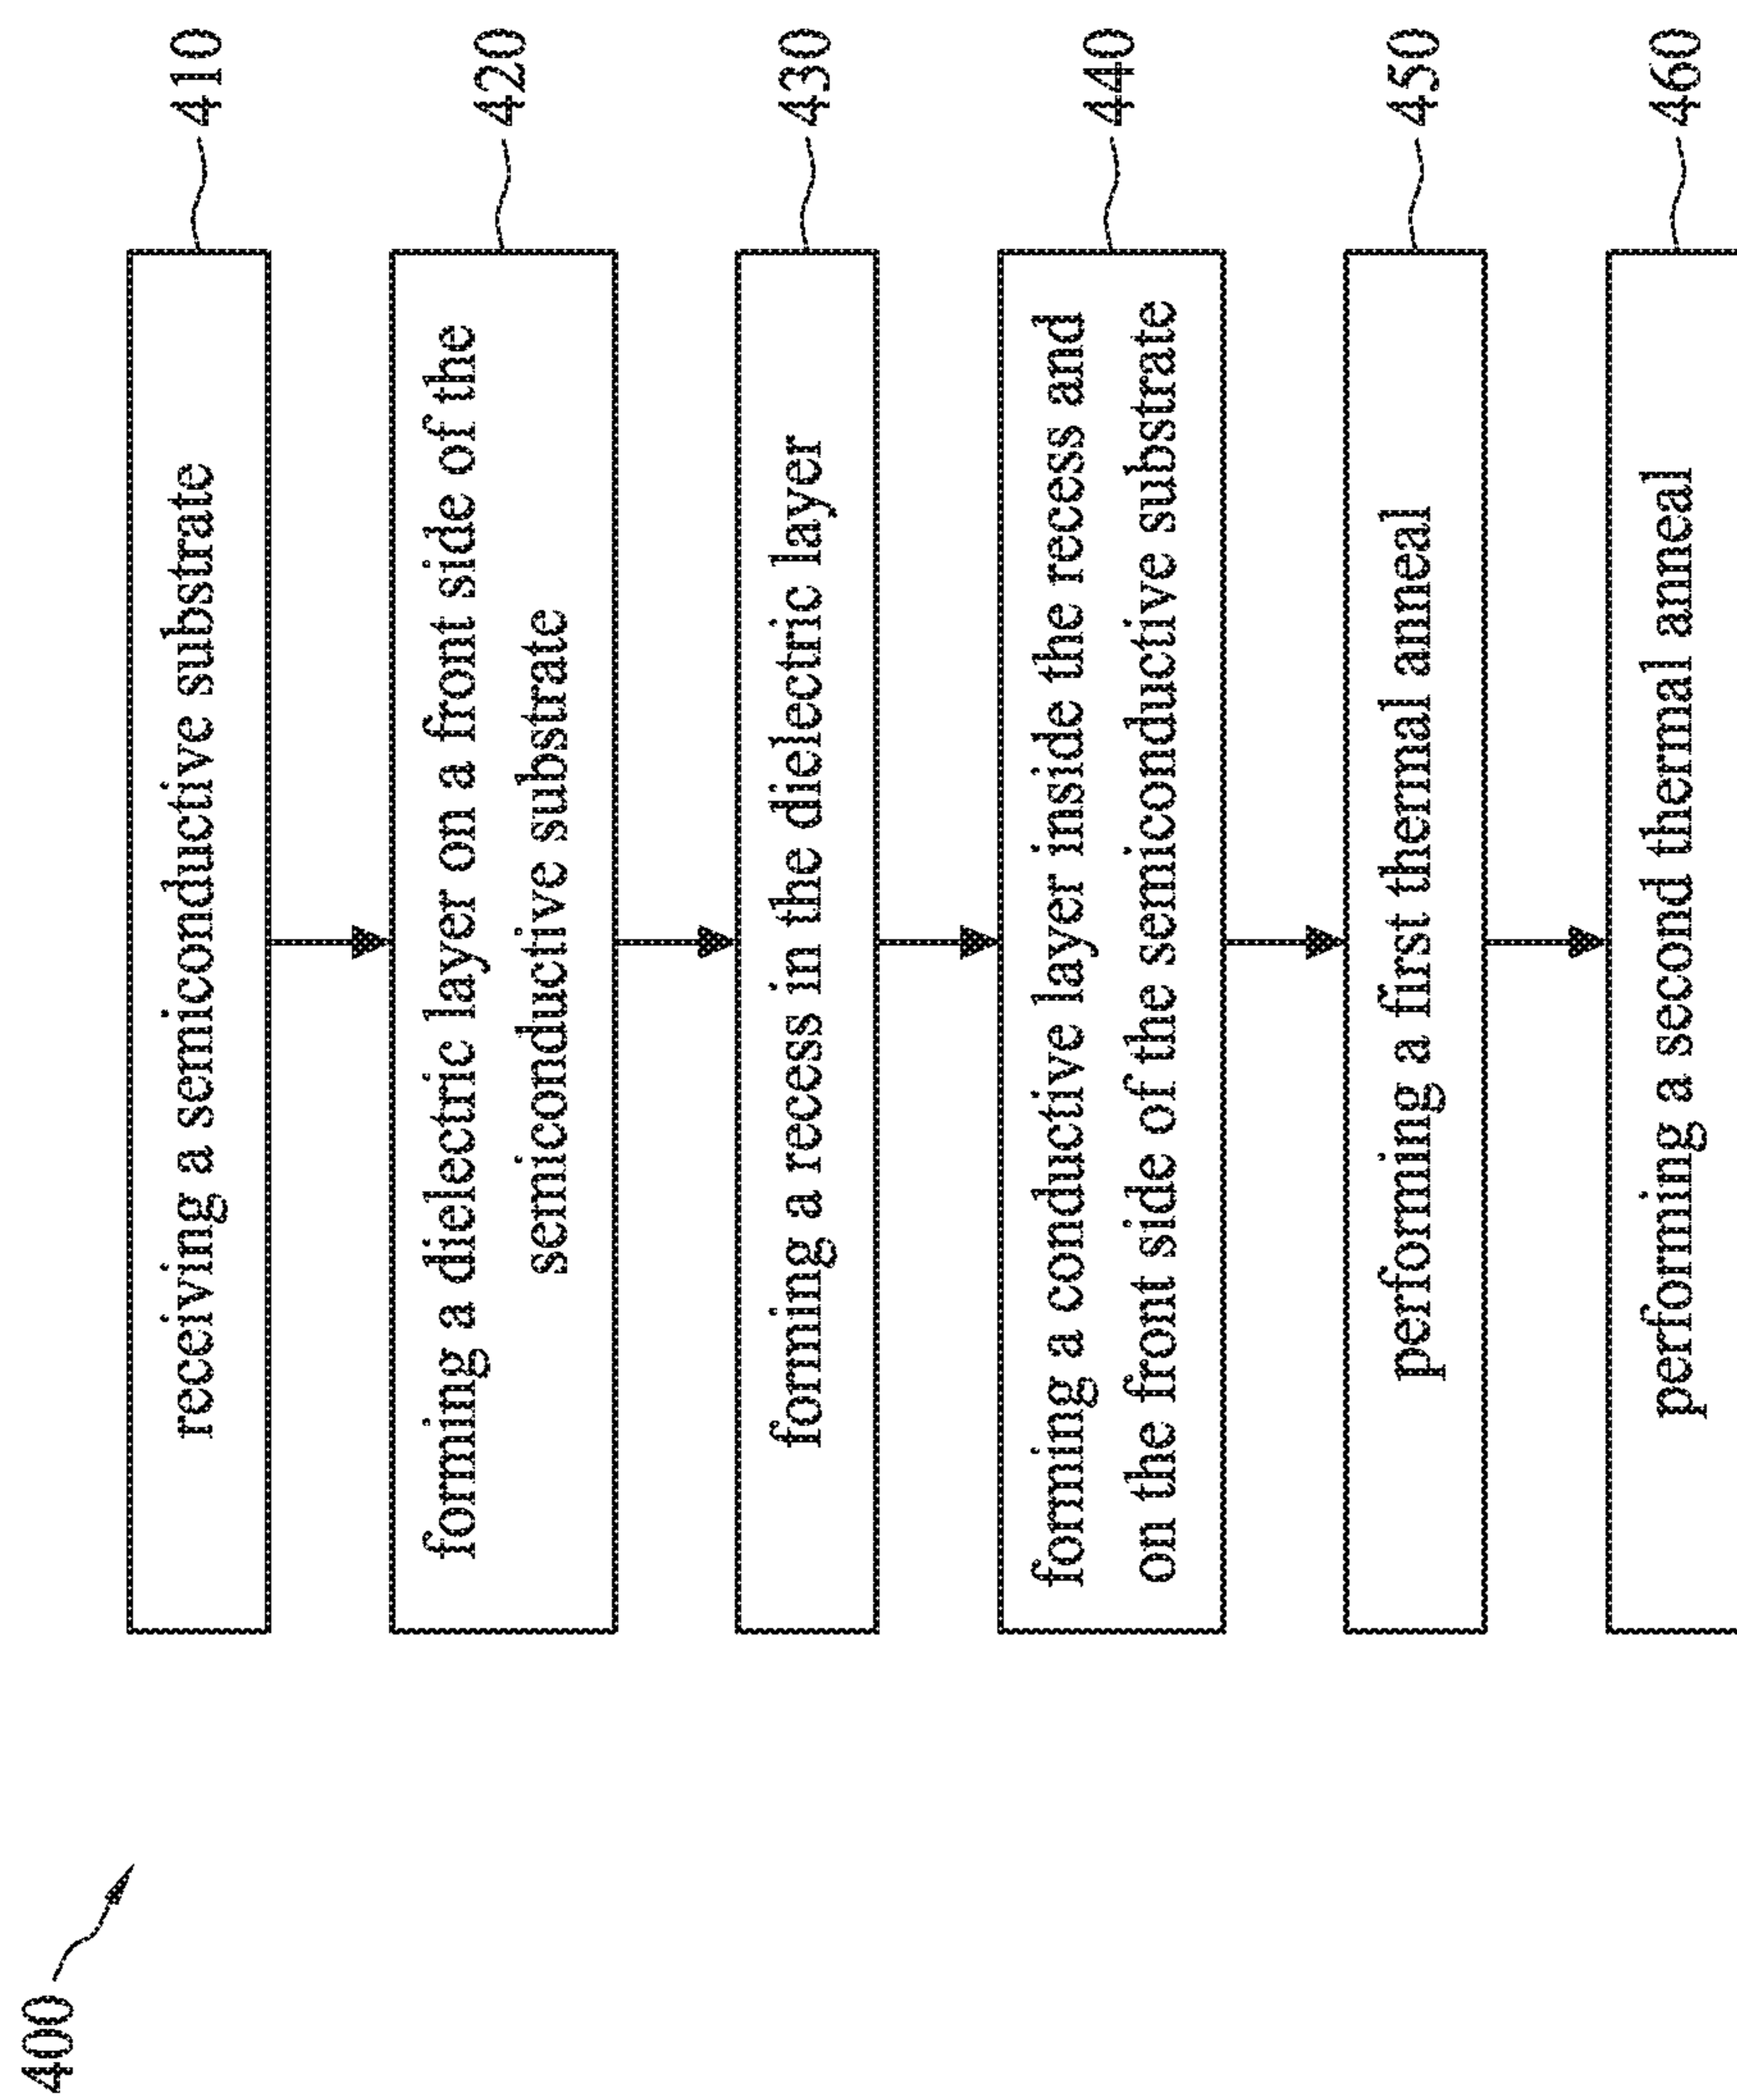 400
receiving a semiconductive substrate
410
forming a dielectric layer on a front side of the
semiconductive substrate
420
forming a recess in the dielectric layer
430
forming a conductive layer inside the recess and
on the front side of the semiconductive substrate
440
performing a first thermal anneal
450
performing a second thermal anneal
460